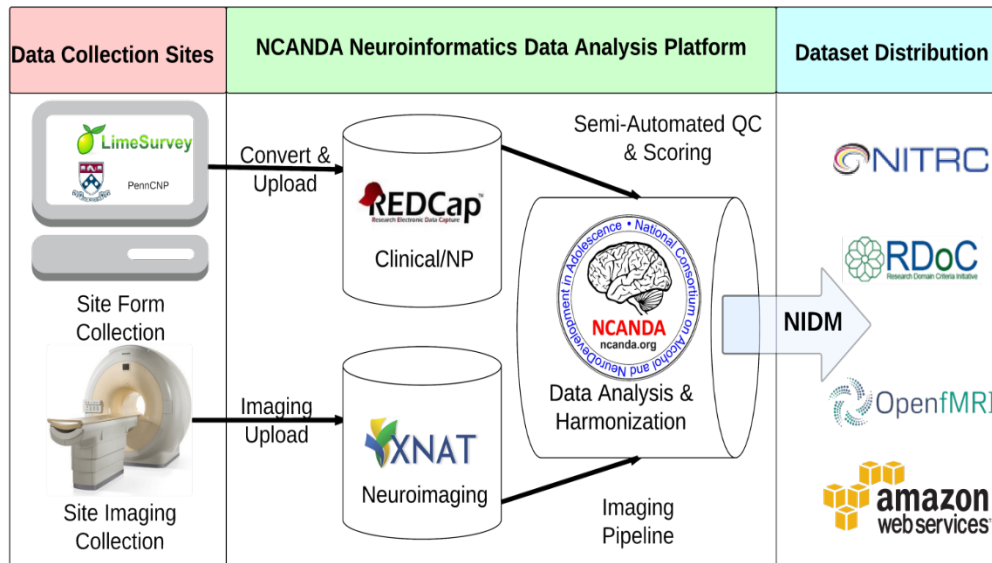 Data Collection Sites
NCANDA Neuroinformatics Data Analysis Platform
Dataset Distribution
LimeSurvey
PennCNP
Site Form
Collection
Site Imaging
Collection
Convert &
Upload
Imaging
Upload
REDCap™
Research Electronic Data Capture
Clinical/NP
XNAT
Neuroimaging
Semi-Automated QC
& Scoring
National Consortium on Alcohol and NeuroDevelopment in Adolescence •
NCANDA
ncanda.org
Data Analysis &
Harmonization
Imaging
Pipeline
NIDM
NITRC
RDoC
Research Domain Criteria Initiative
OpenfMRI
amazon
web services